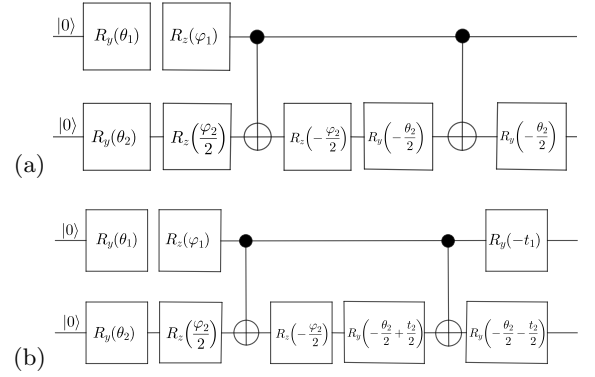 |0⟩ R_y(θ_1) R_z(φ_1)
|0⟩ R_y(θ_2) R_z(φ_2/2) R_z(-φ_2/2) R_y(-θ_2/2) R_y(-θ_2/2)
(a)
|0⟩ R_y(θ_1) R_z(φ_1) R_y(-t_1)
|0⟩ R_y(θ_2) R_z(φ_2/2) R_z(-φ_2/2) R_y(-θ_2/2+t_2/2) R_y(-θ_2/2-t_2/2)
(b)